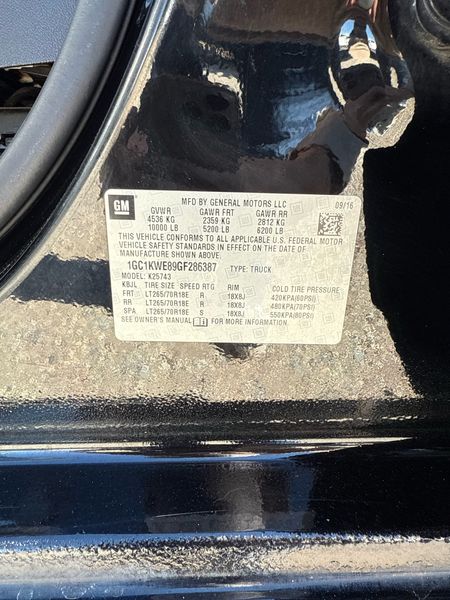 GM
MFD BY GENERAL MOTORS LLC
09/16
GVWR GAWR FRT GAWR RR
4536 KG 2359 KG 2812 KG
10000 LB 5200 LB 6200 LB
THIS VEHICLE CONFORMS TO ALL APPLICABLE U.S. FEDERAL MOTOR
VEHICLE SAFETY STANDARDS IN EFFECT ON THE DATE OF
MANUFACTURE SHOWN ABOVE.
1GC1KWE89GF286387 TYPE: TRUCK
MODEL: K25743
KBJL TIRE SIZE SPEED RTG RIM COLD TIRE PRESSURE
FRT LT265/70R18E R 18X8J 420KPA(60PSI)
RR LT265/70R18E R 18X8J 480KPA(70PSI)
SPA LT265/70R18E S 18X8J 550KPA(80PSI)
SEE OWNER'S MANUAL FOR MORE INFORMATION.